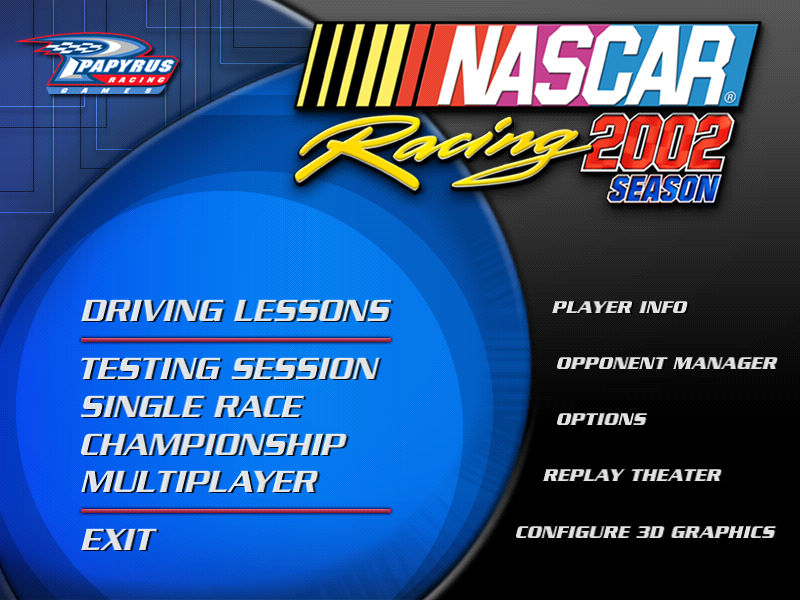 PAPYRUS
RACING
GAMES
NASCAR®
Racing 2002
SEASON
DRIVING LESSONS
TESTING SESSION
SINGLE RACE
CHAMPIONSHIP
MULTIPLAYER
EXIT
PLAYER INFO
OPPONENT MANAGER
OPTIONS
REPLAY THEATER
CONFIGURE 3D GRAPHICS